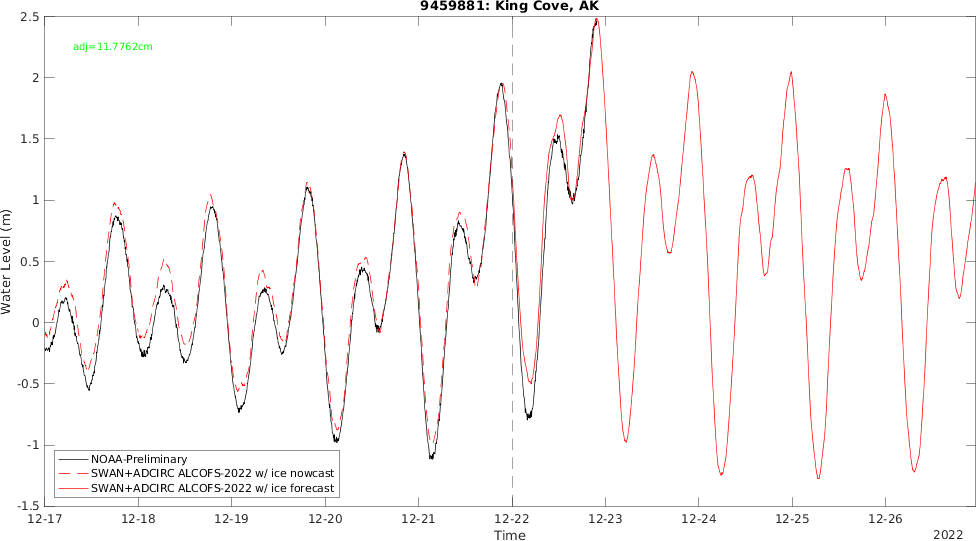 9459881: King Cove, AK
adj=11.7762cm
2.5
2
1.5
1
0.5
0
-0.5
-1
-1.5
Water Level (m)
NOAA-Preliminary
SWAN+ADCIRC ALCOFS-2022 w/ ice nowcast
SWAN+ADCIRC ALCOFS-2022 w/ ice forecast
12-17 12-18 12-19 12-20 12-21 12-22 12-23 12-24 12-25 12-26
Time
2022